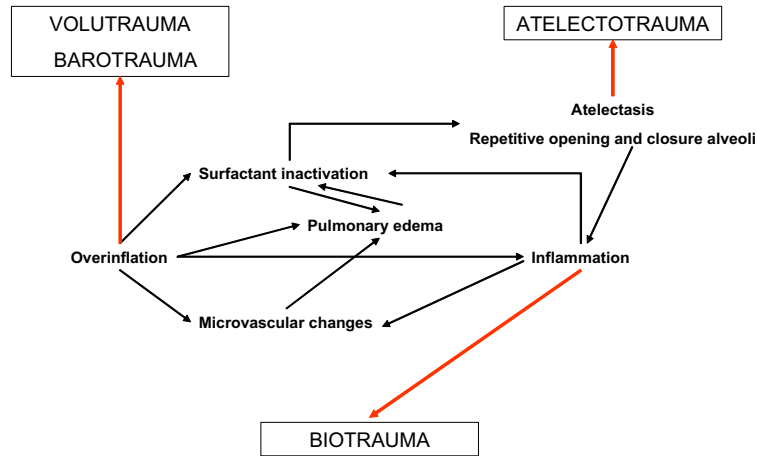 VOLUTRAUMA
BAROTRAUMA
ATELECTOTRAUMA
Atelectasis
Repetitive opening and closure alveoli
Surfactant inactivation
Pulmonary edema
Overinflation
Inflammation
Microvascular changes
BIOTRAUMA